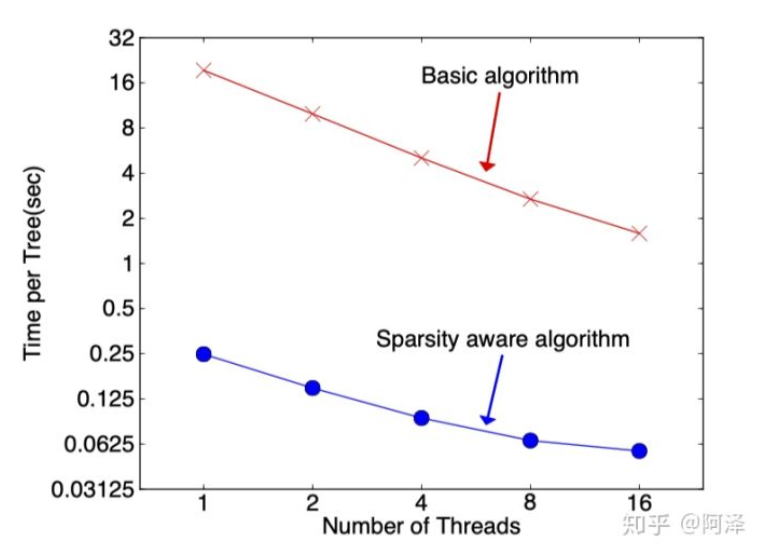 32
16
8
4
2
1
0.5
0.25
0.125
0.0625
0.03125
Time per Tree(sec)
Basic algorithm
Sparsity aware algorithm
1 2 4 8 16
Number of Threads
知乎 @阿泽